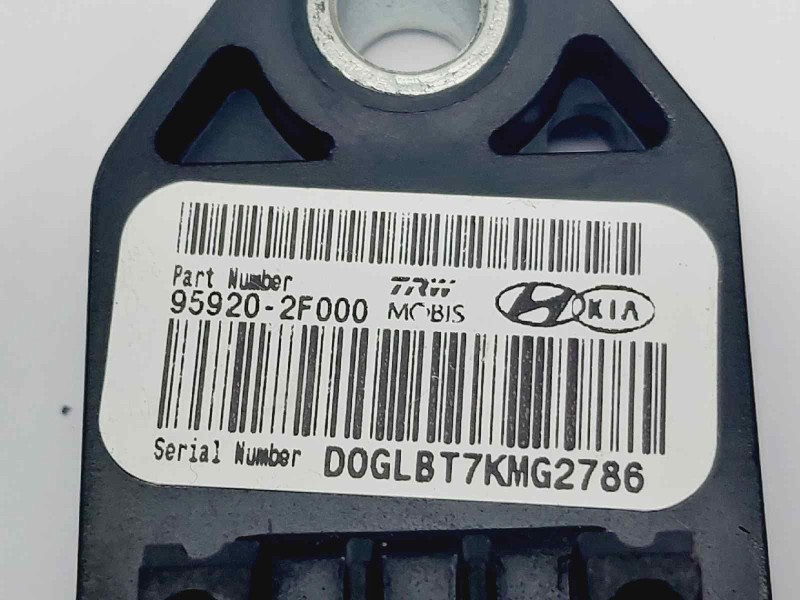 Part Number
95920-2F000
TRW
MOBIS
KIA
Serial Number D0GLBT7KMG2786